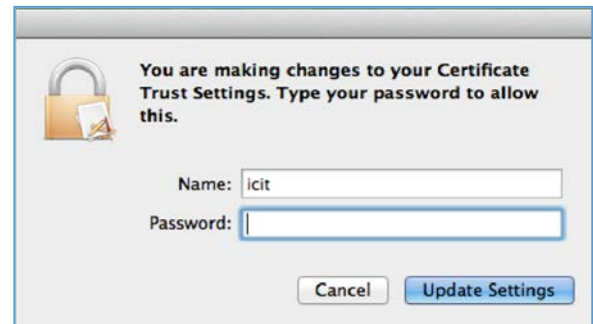 You are making changes to your Certificate
Trust Settings. Type your password to allow
this.
Name: icit
Password:
Cancel Update Settings